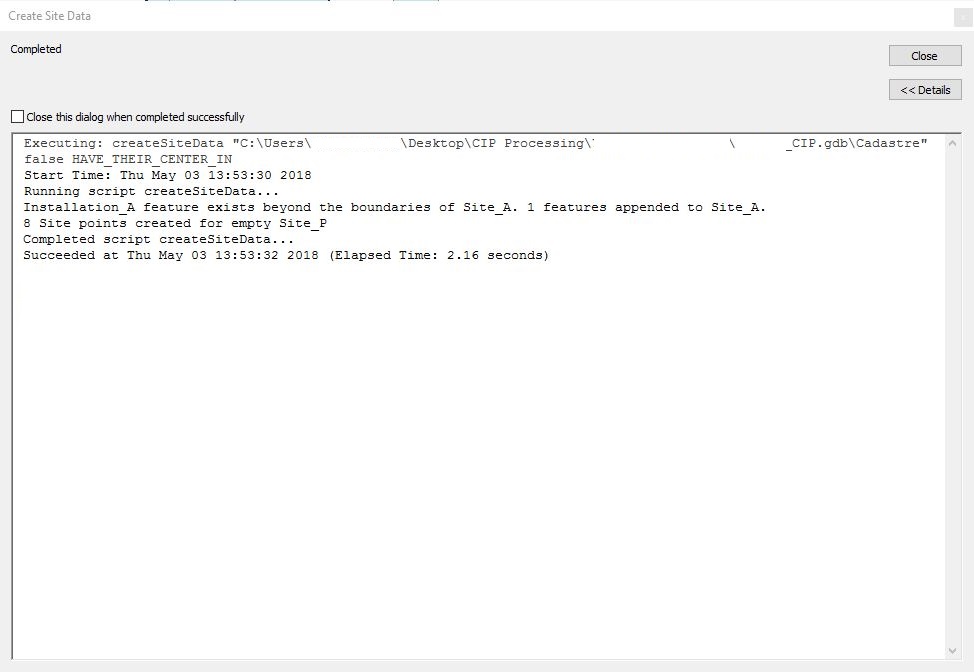 Create Site Data
Completed
Close
<< Details
Close this dialog when completed successfully
Executing: createSiteData "C:\Users\ \Desktop\CIP Processing\ \ _CIP.gdb\Cadastre"
false HAVE_THEIR_CENTER_IN
Start Time: Thu May 03 13:53:30 2018
Running script createSiteData...
Installation_A feature exists beyond the boundaries of Site_A. 1 features appended to Site_A.
8 Site points created for empty Site_P
Completed script createSiteData...
Succeeded at Thu May 03 13:53:32 2018 (Elapsed Time: 2.16 seconds)